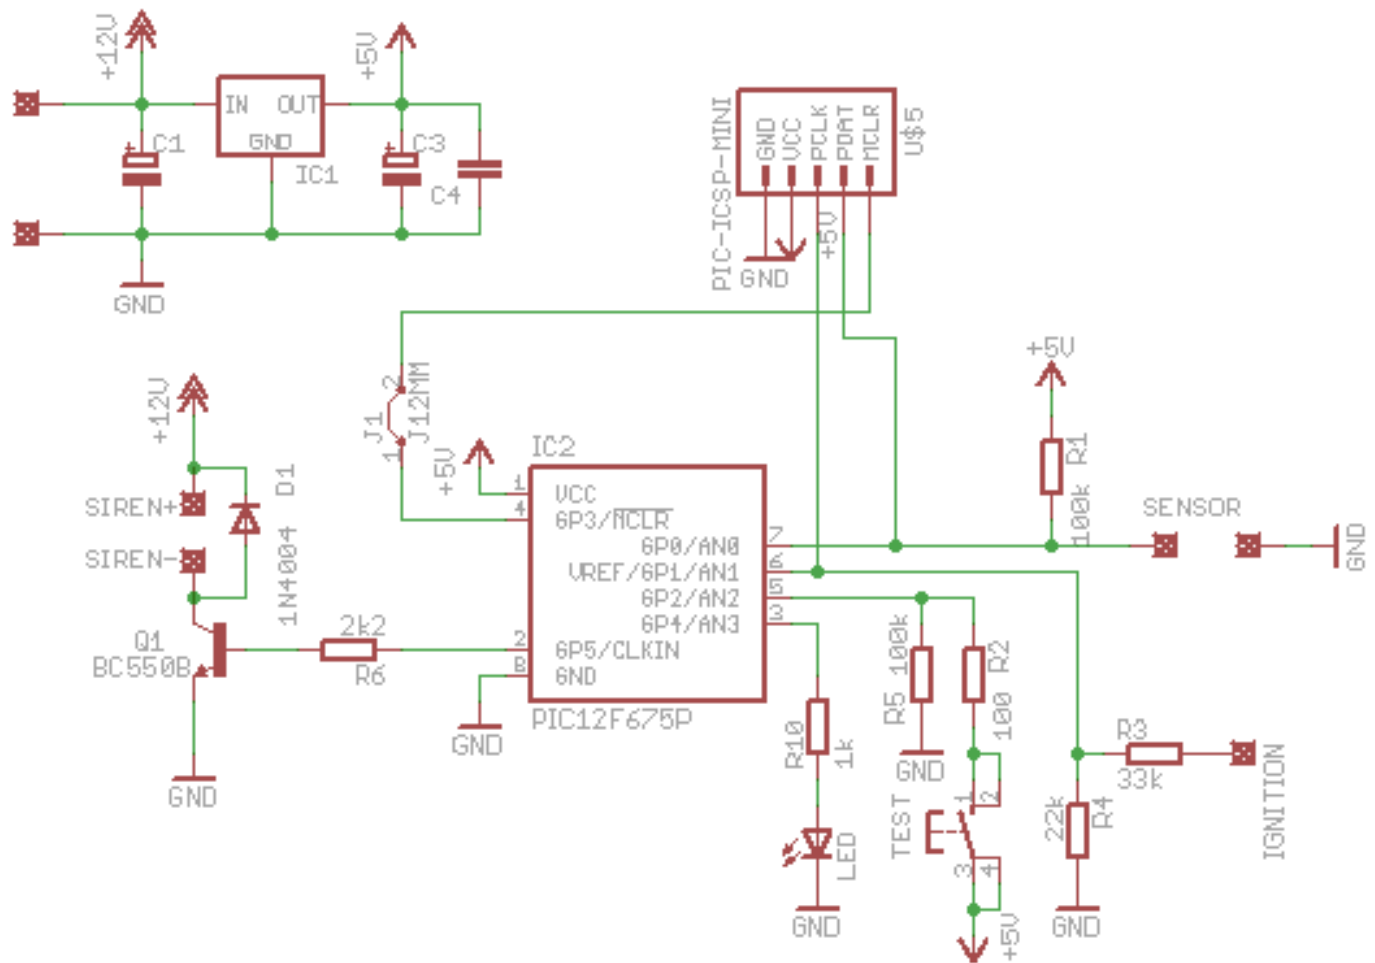 +12V
+5V
IN OUT
GND
IC1
C1
C3
C4
GND
PIC-ICSP-MINI
GND
VCC
PCLK
PDAT
MCLR
U$5
+5V
GND
+12V
SIREN+
SIREN-
D1
1N4004
Q1
BC550B
GND
2k2
R6
J1
J12MM
2
1
+5V
IC2
1
VCC
4
GP3/MCLR
GP0/AN0
7
VREF/GP1/AN1
6
GP2/AN2
5
GP4/AN3
3
2
GP5/CLKIN
8
GND
PIC12F675P
GND
+5V
R1
100k
SENSOR
GND
R5
100k
GND
R2
100
R10
1k
LED
GND
TEST
1
2
3
4
+5V
R3
33k
IGNITION
22k
R4
GND